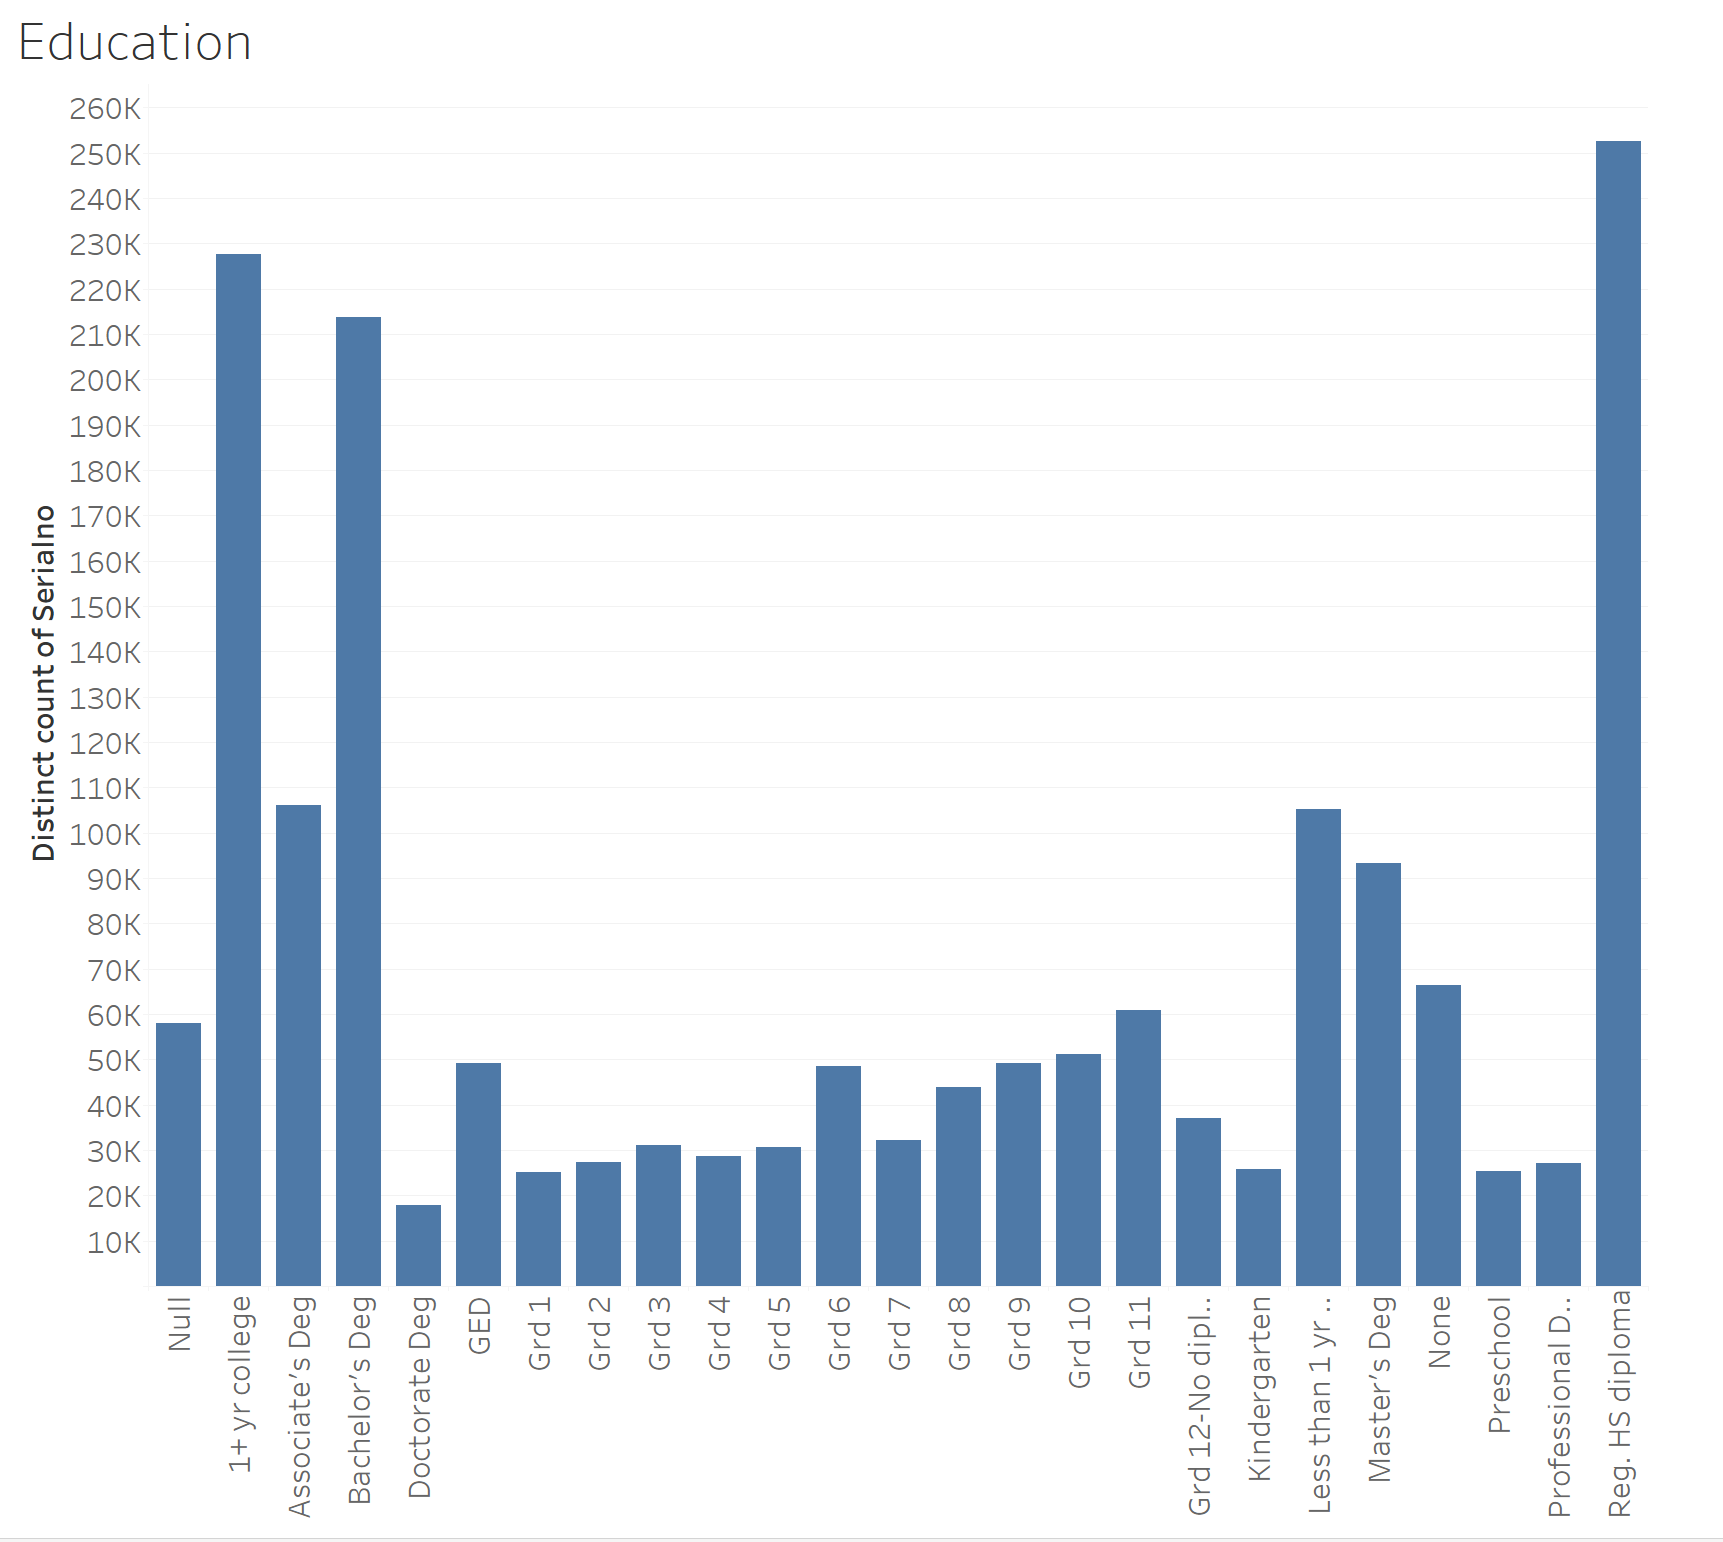 Education
260K
250K
240K
230K
220K
210K
200K
190K
180K
170K
160K
150K
140K
130K
120K
110K
100K
90K
80K
70K
60K
50K
40K
30K
20K
10K
Distinct count of Serialno
Null
1+ yr college
Associate's Deg
Bachelor's Deg
Doctorate Deg
GED
Grd 1
Grd 2
Grd 3
Grd 4
Grd 5
Grd 6
Grd 7
Grd 8
Grd 9
Grd 10
Grd 11
Grd 12-No dipl..
Kindergarten
Less than 1 yr ..
Master's Deg
None
Preschool
Professional D..
Reg. HS diploma